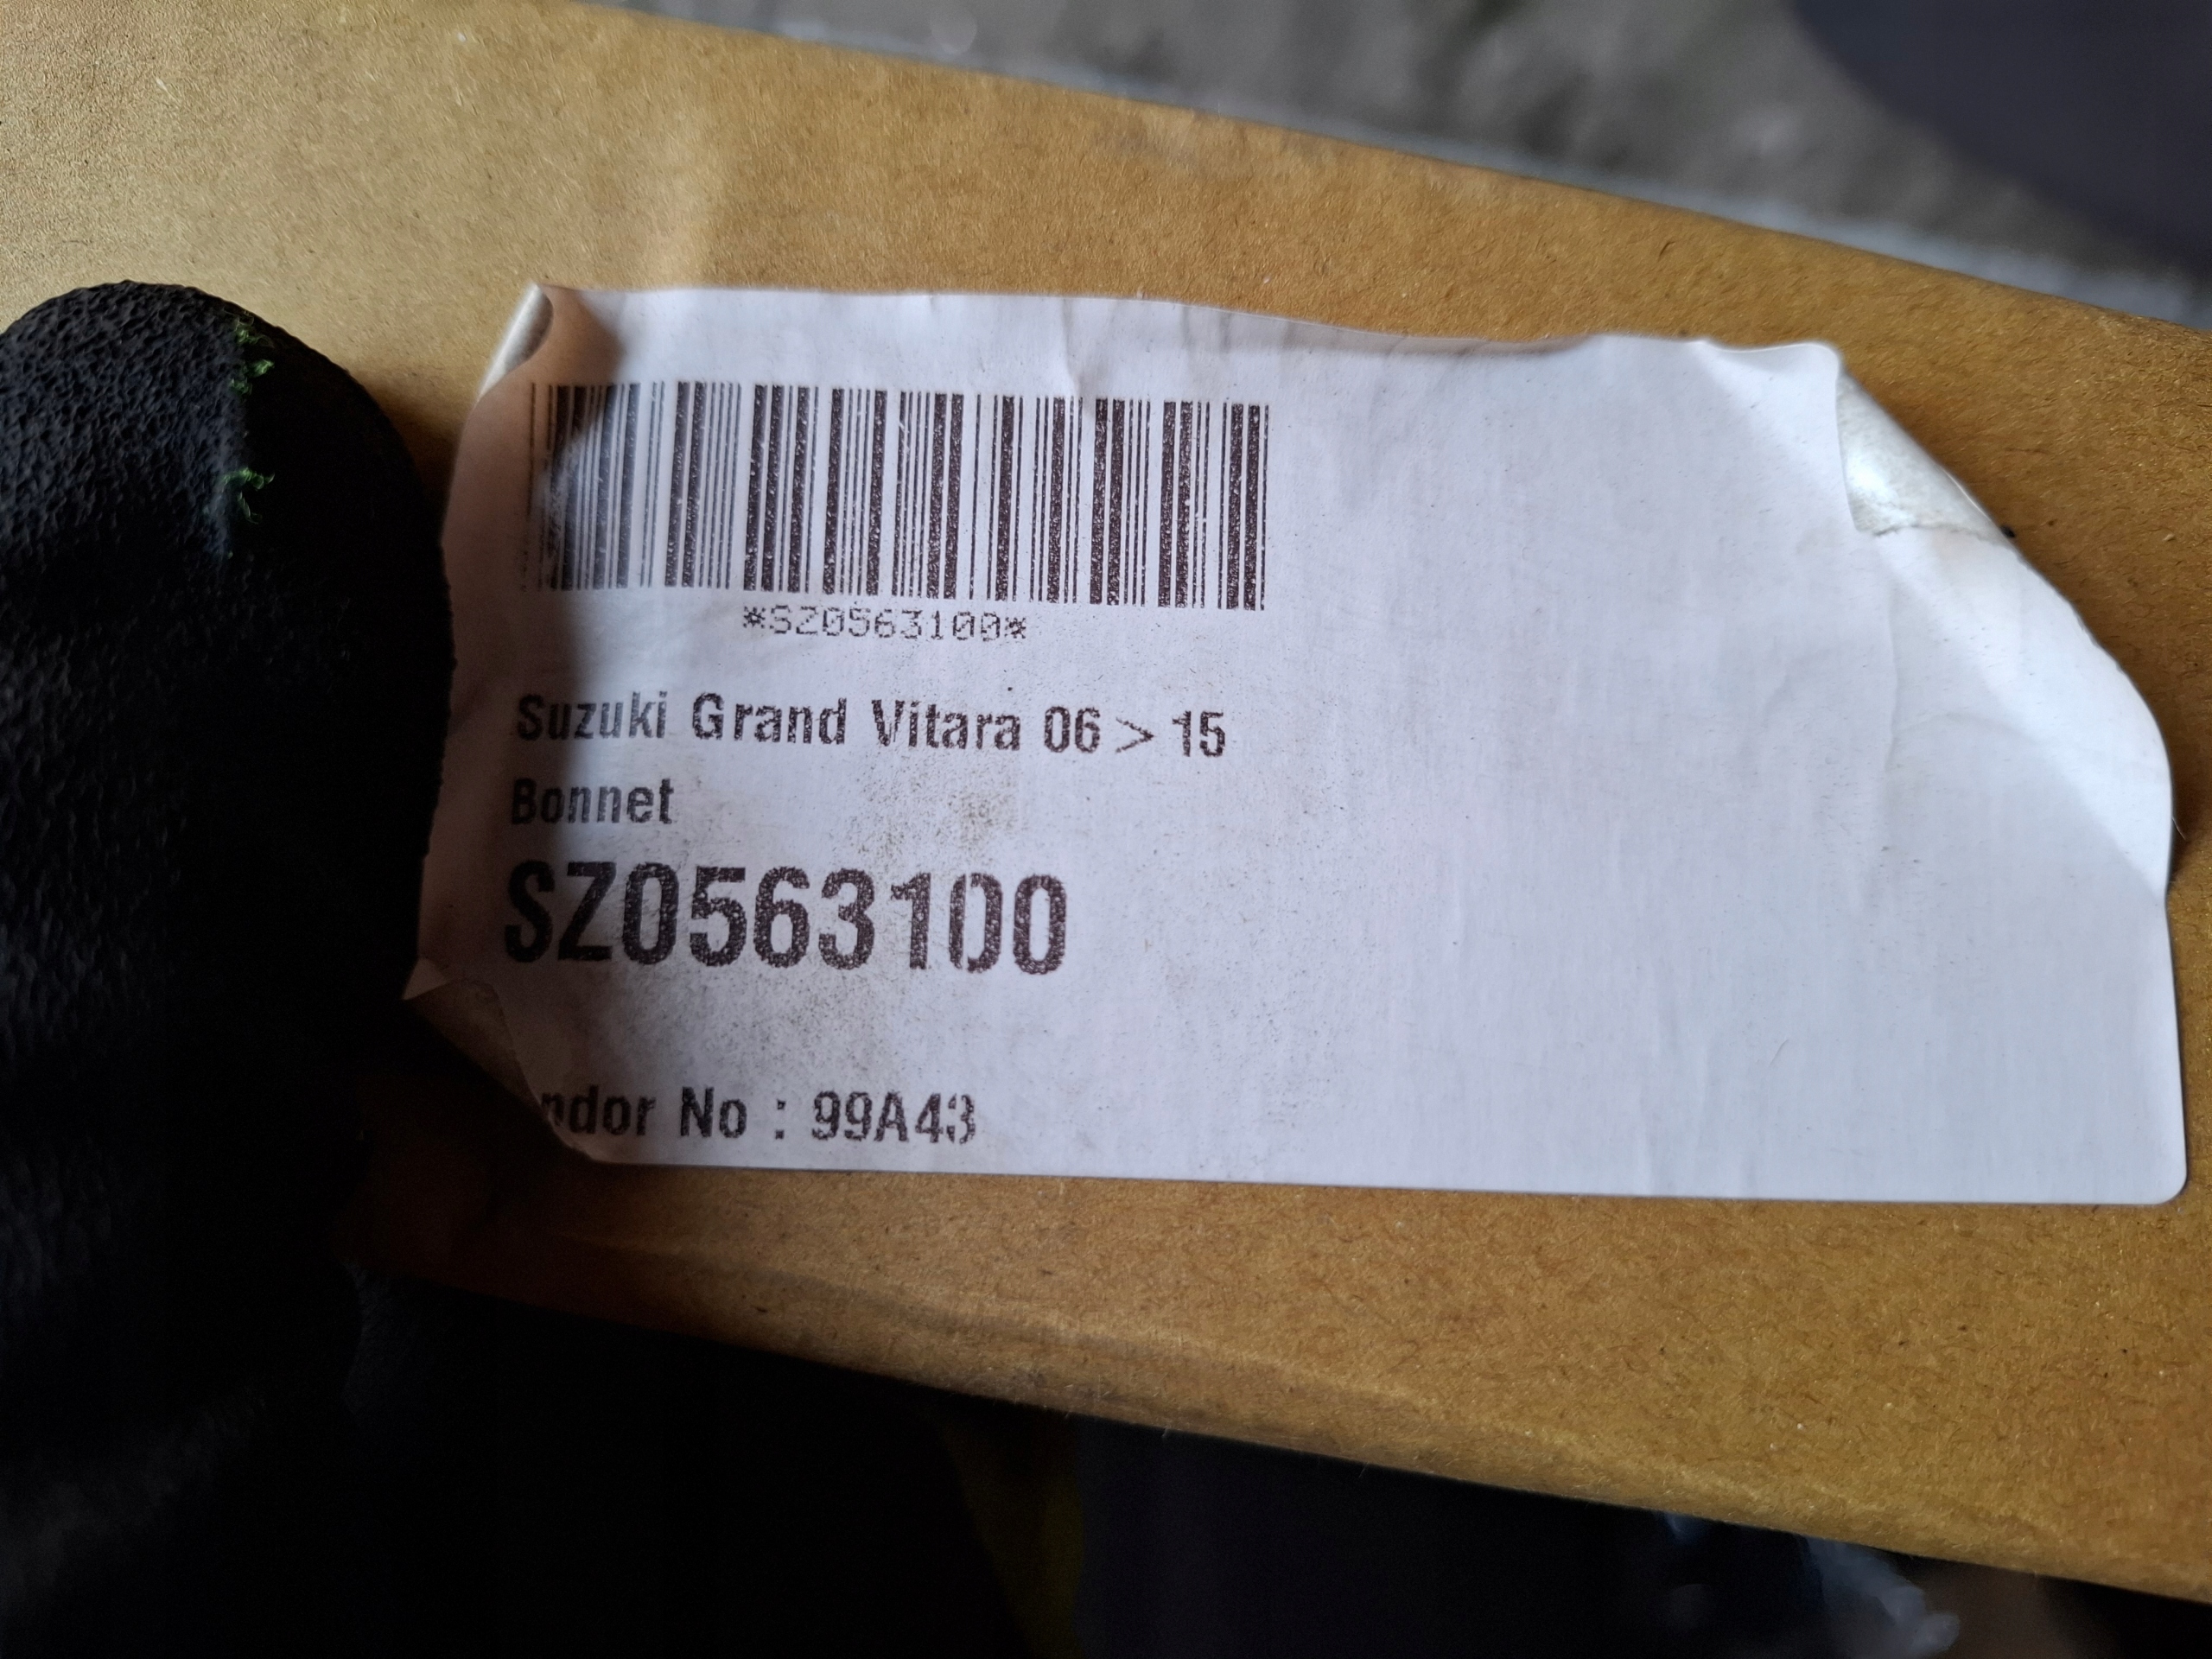 *SZ0563100*
Suzuki Grand Vitara 06 > 15
Bonnet
SZ0563100
ndor No : 99A43